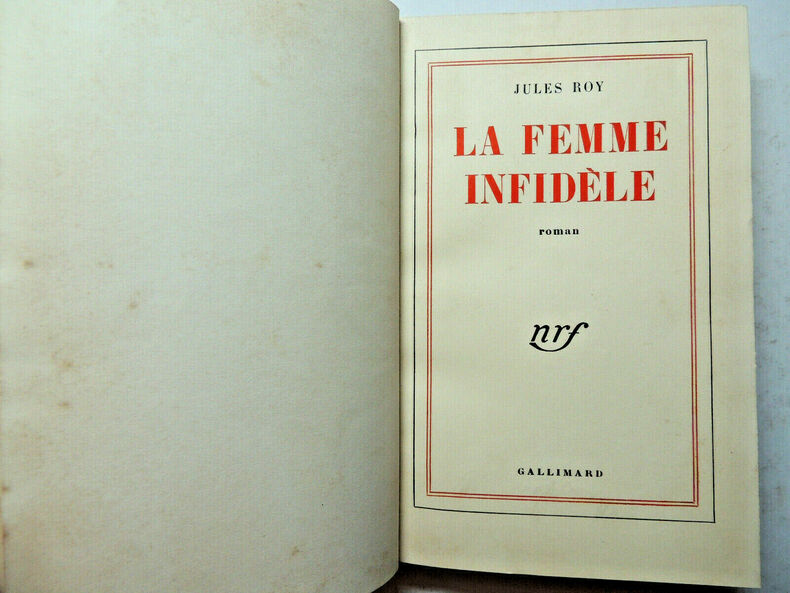 JULES ROY
LA FEMME
INFIDÈLE
roman
nrf
GALLIMARD